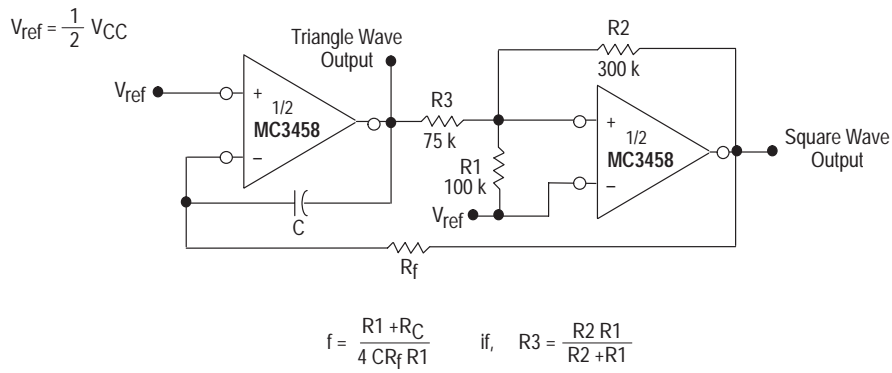 Vref = 1/2 VCC
Triangle Wave
Output
R2
300 k
Vref
+
1/2
MC3458
–
R3
75 k
+
1/2
MC3458
–
Square Wave
Output
R1
100 k
Vref
C
Rf
f = R1 +RC / 4 CRf R1 if, R3 = R2 R1 / R2 +R1